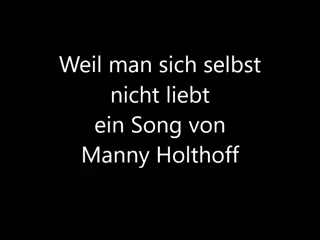 Weil man sich selbst
nicht liebt
ein Song von
Manny Holthoff